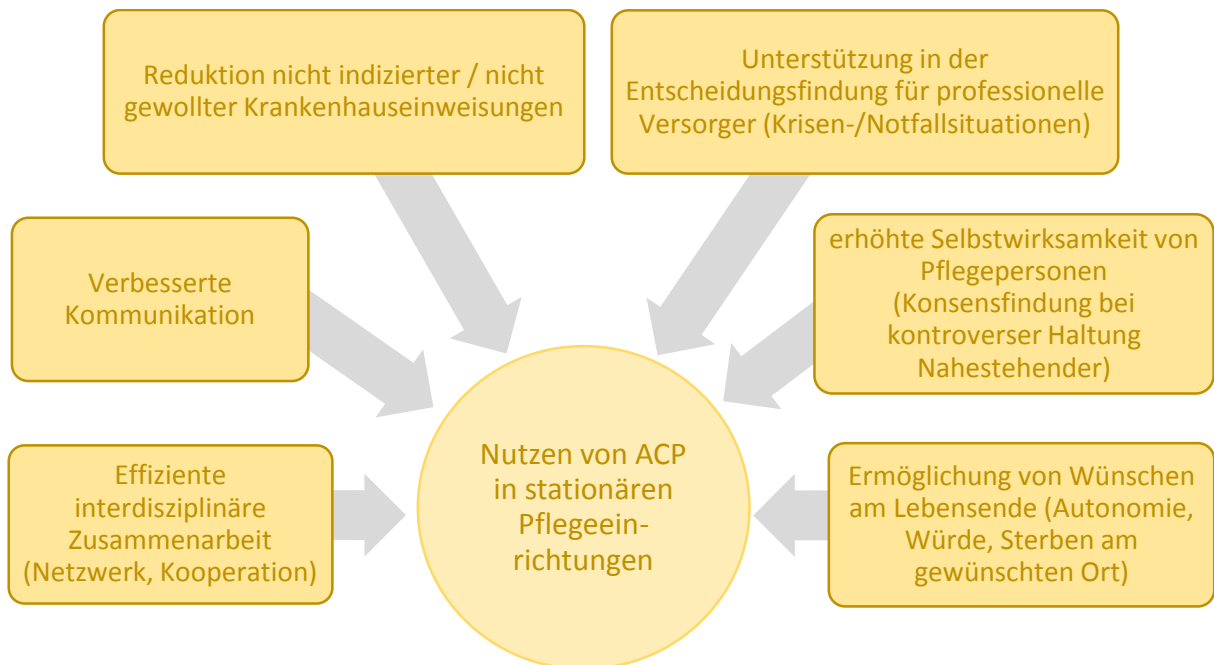 Reduktion nicht indizierter / nicht
gewollter Krankenhauseinweisungen
Unterstützung in der
Entscheidungsfindung für professionelle
Versorger (Krisen-/Notfallsituationen)
Verbesserte
Kommunikation
erhöhte Selbstwirksamkeit von
Pflegepersonen
(Konsensfindung bei
kontroverser Haltung
Nahestehender)
Effiziente
interdisziplinäre
Zusammenarbeit
(Netzwerk, Kooperation)
Nutzen von ACP
in stationären
Pflegeein-
richtungen
Ermöglichung von Wünschen
am Lebensende (Autonomie,
Würde, Sterben am
gewünschten Ort)